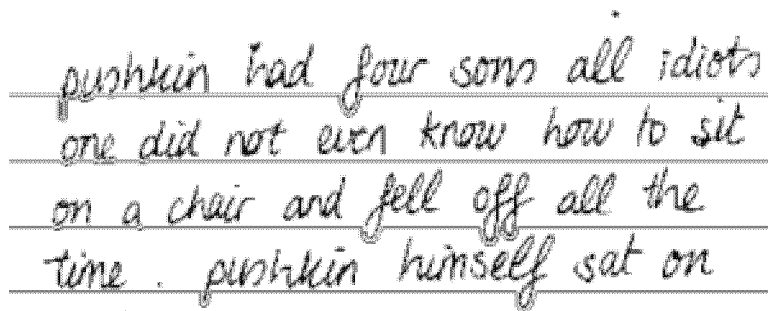 pushkin had four sons all idiots
one did not even know how to sit
on a chair and fell off all the
time. pushkin himself sat on